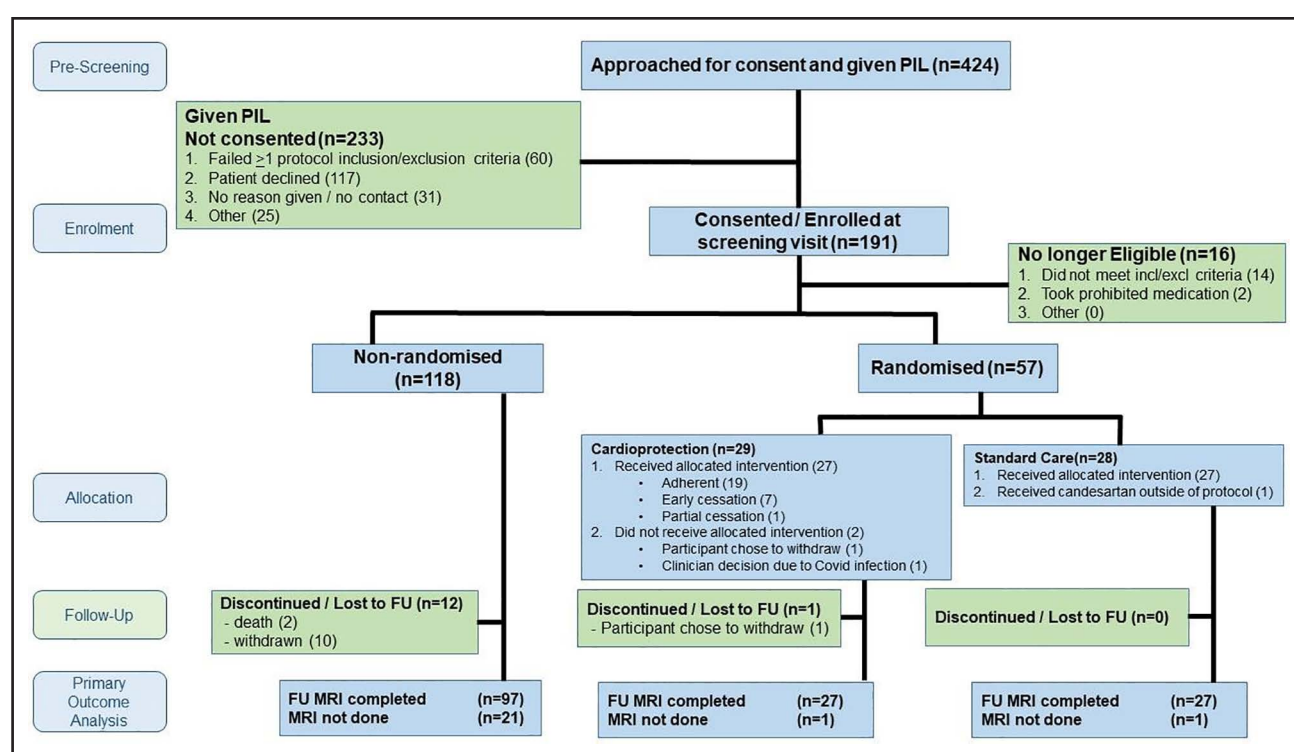 Pre-Screening
Approached for consent and given PIL (n=424)
Given PIL
Not consented (n=233)
1. Failed >1 protocol inclusion/exclusion criteria (60)
2. Patient declined (117)
3. No reason given / no contact (31)
4. Other (25)
Enrolment
Consented / Enrolled at
screening visit (n=191)
No longer Eligible (n=16)
1. Did not meet incl/excl criteria (14)
2. Took prohibited medication (2)
3. Other (0)
Non-randomised
(n=118)
Randomised (n=57)
Allocation
Cardioprotection (n=29)
1. Received allocated intervention (27)
• Adherent (19)
• Early cessation (7)
• Partial cessation (1)
2. Did not receive allocated intervention (2)
• Participant chose to withdraw (1)
• Clinician decision due to Covid infection (1)
Standard Care(n=28)
1. Received allocated intervention (27)
2. Received candesartan outside of protocol (1)
Follow-Up
Discontinued / Lost to FU (n=12)
- death (2)
- withdrawn (10)
Discontinued / Lost to FU (n=1)
- Participant chose to withdraw (1)
Discontinued / Lost to FU (n=0)
Primary
Outcome
Analysis
FU MRI completed (n=97)
MRI not done (n=21)
FU MRI completed (n=27)
MRI not done (n=1)
FU MRI completed (n=27)
MRI not done (n=1)